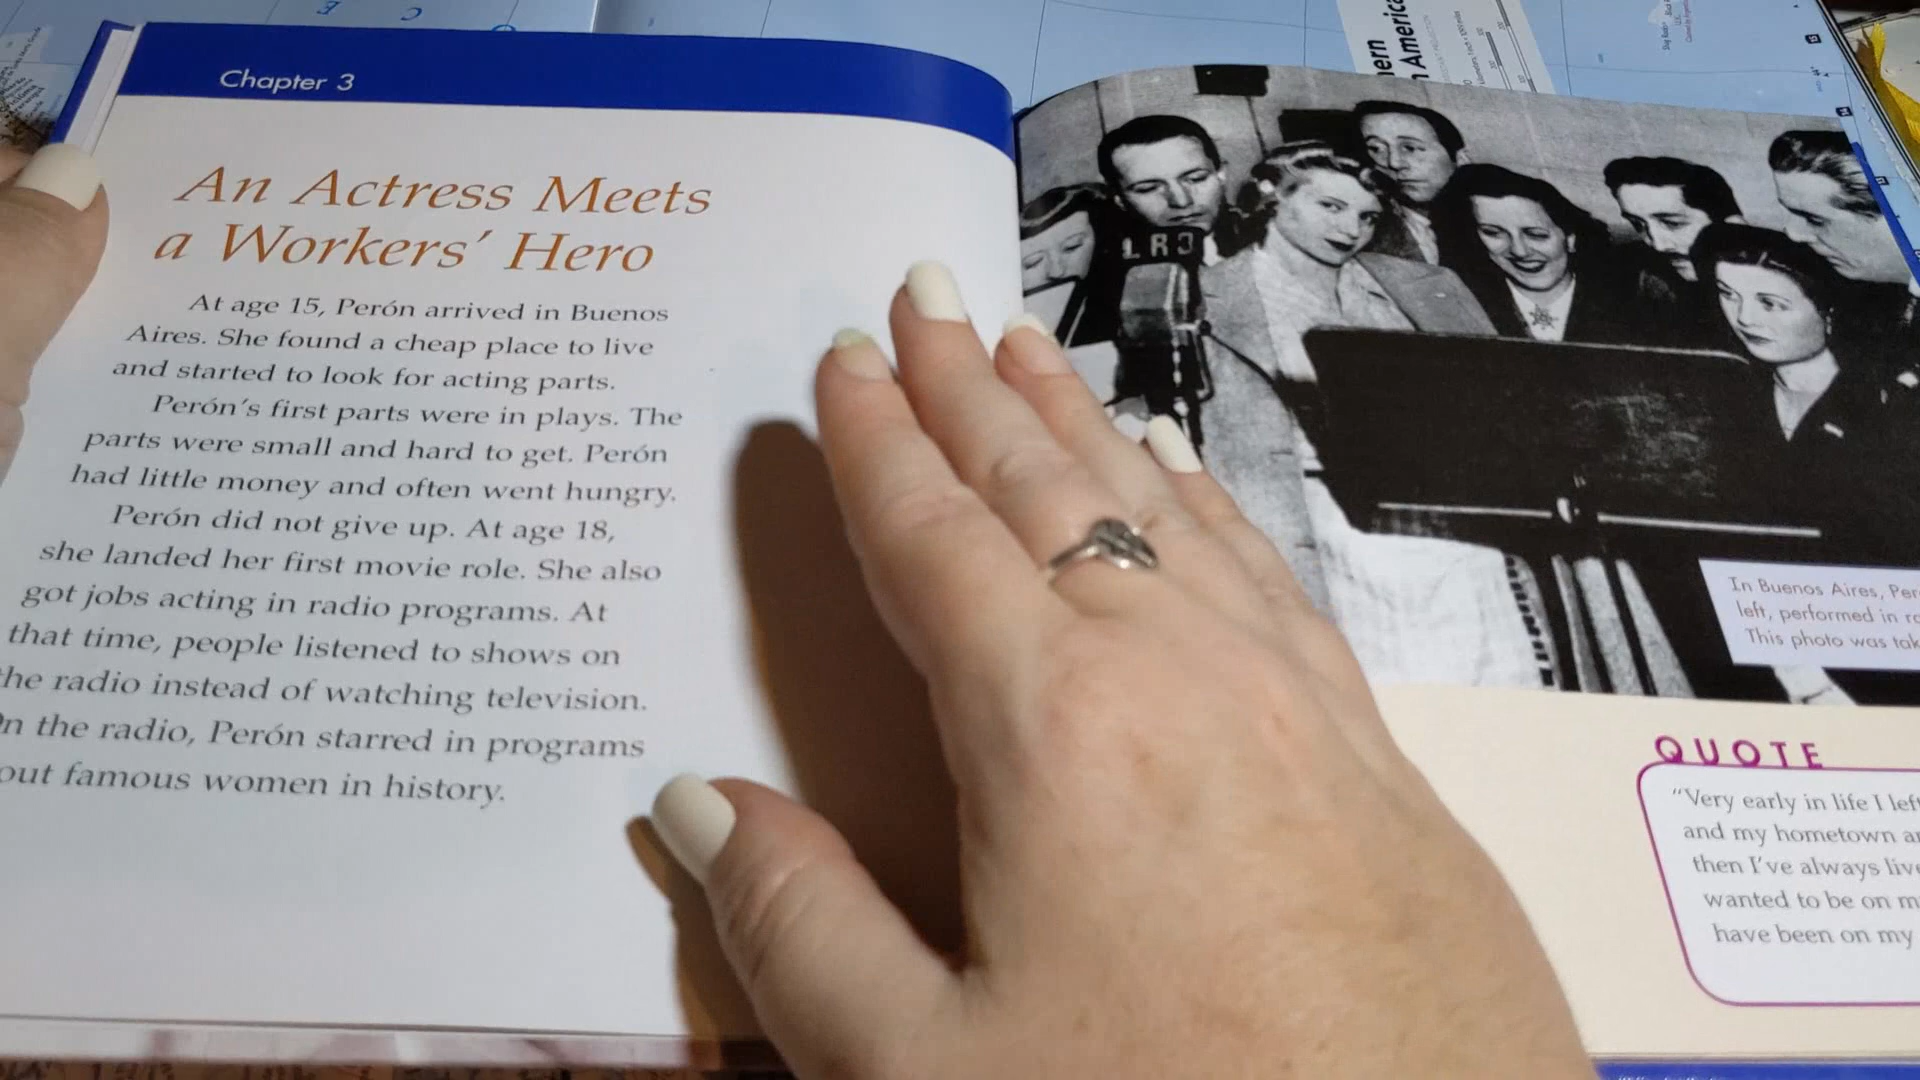 Chapter 3
An Actress Meets
a Workers' Hero
At age 15, Perón arrived in Buenos
Aires. She found a cheap place to live
and started to look for acting parts.
Perón's first parts were in plays. The
parts were small and hard to get. Perón
had little money and often went hungry.
Perón did not give up. At age 18,
she landed her first movie role. She also
got jobs acting in radio programs. At
that time, people listened to shows on
the radio instead of watching television.
On the radio, Perón starred in programs
out famous women in history.
LR3
In Buenos Aires, Per
left, performed in
This photo was tak
QUOTE
"Very early in life I left
and my hometown
then I've always live
wanted to be on m
have been on my
ern
America